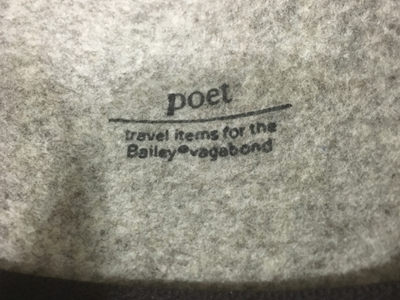 poet
travel items for the
Bailey®vagabond